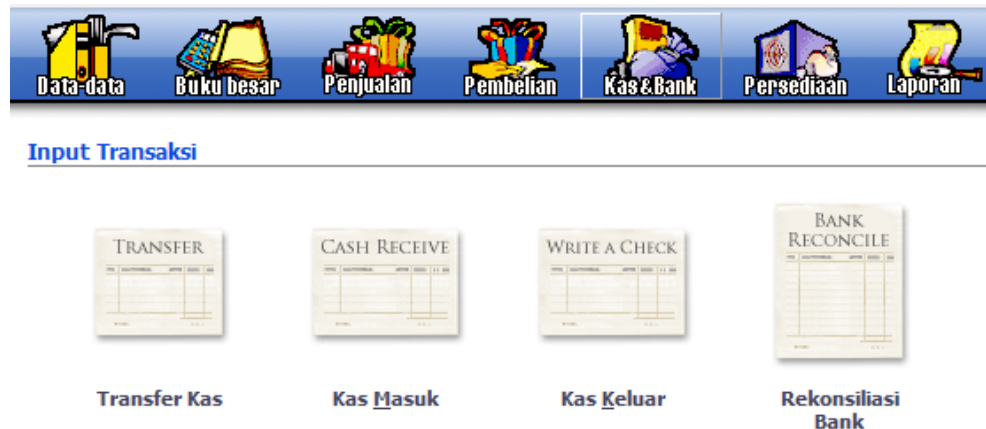 Data-data Buku besar Penjualan Pembelian Kas&Bank Persediaan Laporan
Input Transaksi
TRANSFER CASH RECEIVE WRITE A CHECK BANK RECONCILE
Transfer Kas Kas Masuk Kas Keluar Rekonsiliasi Bank